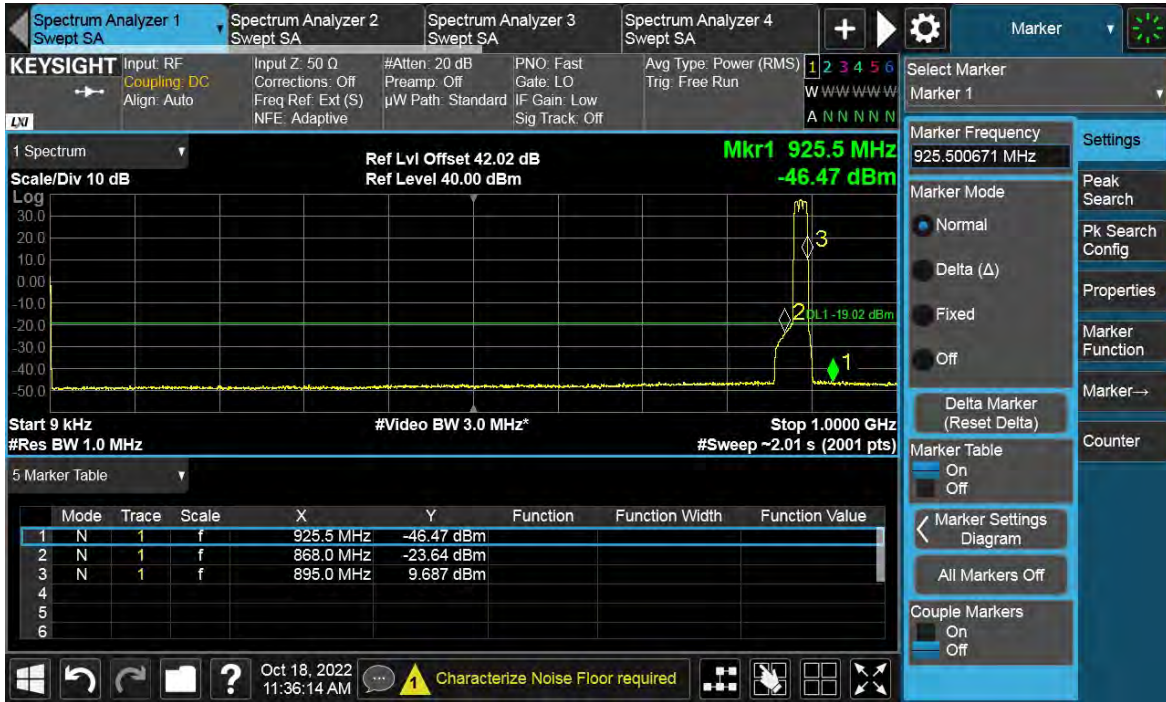 Spectrum Analyzer 1
Swept SA
Spectrum Analyzer 2
Swept SA
Spectrum Analyzer 3
Swept SA
Spectrum Analyzer 4
Swept SA
+
Marker
KEYSIGHT
LXI
Input: RF
Coupling: DC
Align: Auto
Input Z: 50 Ω
Corrections: Off
Freq Ref: Ext (S)
NFE: Adaptive
#Atten: 20 dB
Preamp: Off
µW Path: Standard
PNO: Fast
Gate: LO
IF Gain: Low
Sig Track: Off
Avg Type: Power (RMS)
Trig: Free Run
1 2 3 4 5 6
W W W W W W
A N N N N N
Select Marker
Marker 1
1 Spectrum
Scale/Div 10 dB
Ref Lvl Offset 42.02 dB
Ref Level 40.00 dBm
Mkr1 925.5 MHz
-46.47 dBm
Log
30.0
20.0
10.0
0.00
-10.0
-20.0
-30.0
-40.0
-50.0
3
2
DL1 -19.02 dBm
1
Start 9 kHz
#Res BW 1.0 MHz
#Video BW 3.0 MHz*
Stop 1.0000 GHz
#Sweep ~2.01 s (2001 pts)
5 Marker Table
Mode Trace Scale X Y Function Function Width Function Value
1 N 1 f 925.5 MHz -46.47 dBm
2 N 1 f 868.0 MHz -23.64 dBm
3 N 1 f 895.0 MHz 9.687 dBm
4
5
6
Marker Frequency
925.500671 MHz
Marker Mode
Normal
Delta (Δ)
Fixed
Off
Delta Marker
(Reset Delta)
Marker Table
On
Off
Marker Settings
Diagram
All Markers Off
Couple Markers
On
Off
Settings
Peak
Search
Pk Search
Config
Properties
Marker
Function
Marker→
Counter
?
Oct 18, 2022
11:36:14 AM
1
Characterize Noise Floor required